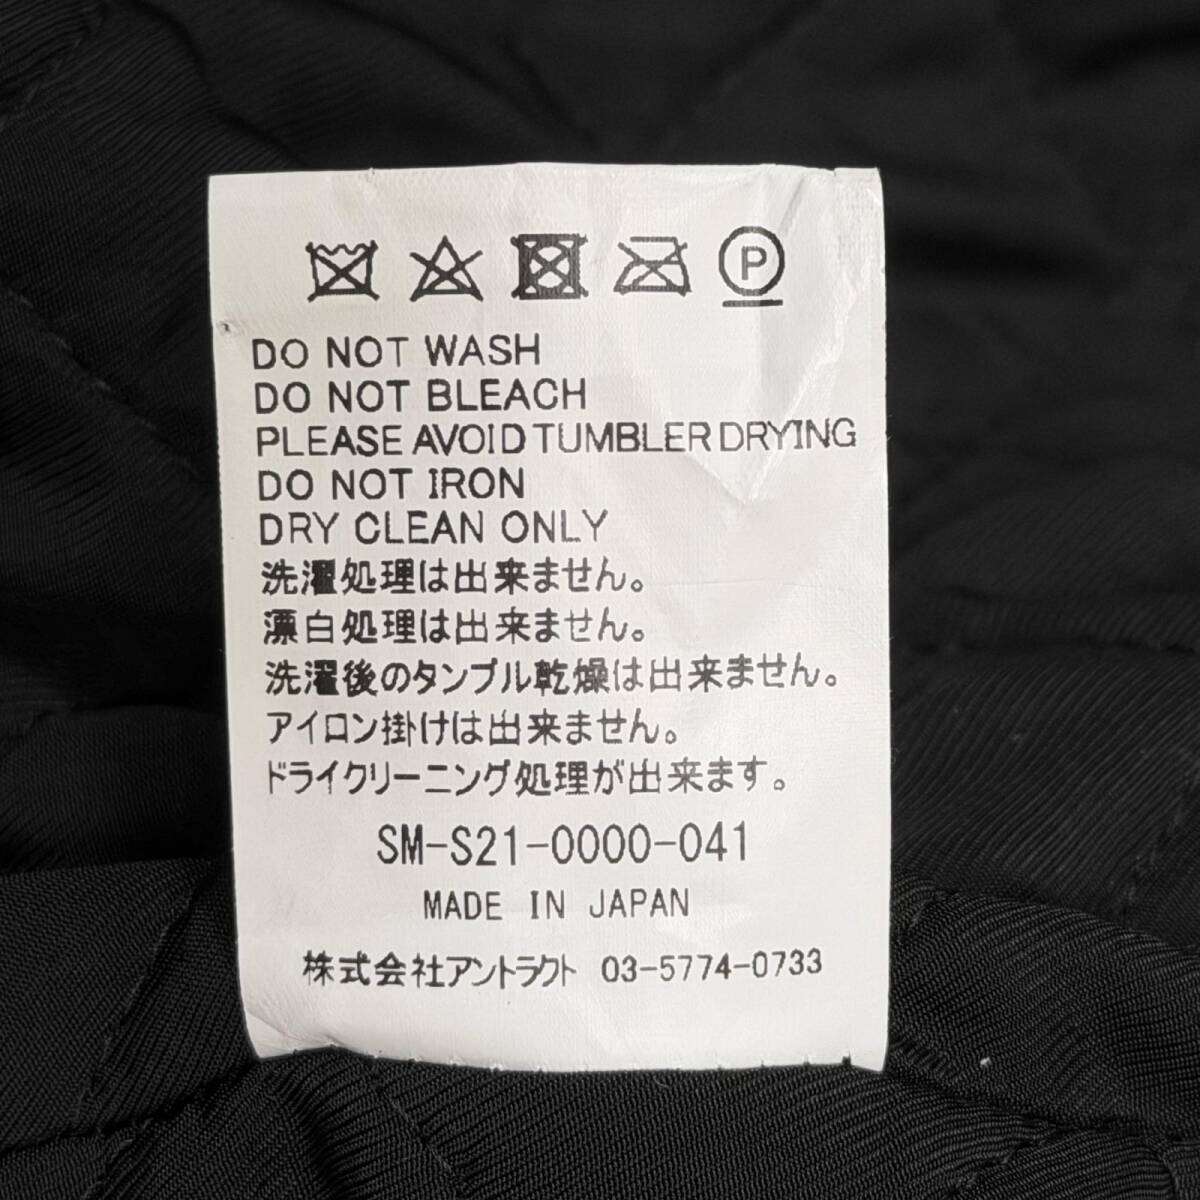 P
DO NOT WASH
DO NOT BLEACH
PLEASE AVOID TUMBLER DRYING
DO NOT IRON
DRY CLEAN ONLY
洗濯処理は出来ません。
漂白処理は出来ません。
洗濯後のタンブル乾燥は出来ません。
アイロン掛けは出来ません。
ドライクリーニング処理が出来ます。
SM-S21-0000-041
MADE IN JAPAN
株式会社アントラクト 03-5774-0733